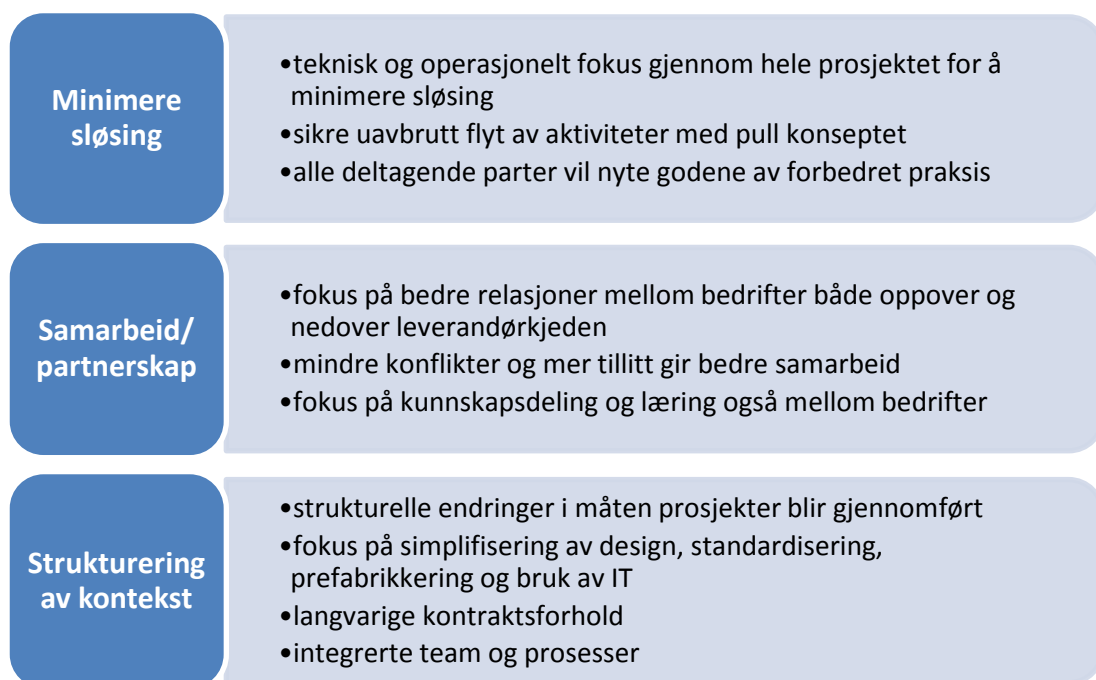 Minimere
sløsing
•teknisk og operasjonelt fokus gjennom hele prosjektet for å
minimere sløsing
•sikre uavbrutt flyt av aktiviteter med pull konseptet
•alle deltagende parter vil nyte godene av forbedret praksis
Samarbeid/
partnerskap
•fokus på bedre relasjoner mellom bedrifter både oppover og
nedover leverandørkjeden
•mindre konflikter og mer tillitt gir bedre samarbeid
•fokus på kunnskapsdeling og læring også mellom bedrifter
Strukturering
av kontekst
•strukturelle endringer i måten prosjekter blir gjennomført
•fokus på simplifisering av design, standardisering,
prefabrikkering og bruk av IT
•langvarige kontraktsforhold
•integrerte team og prosesser